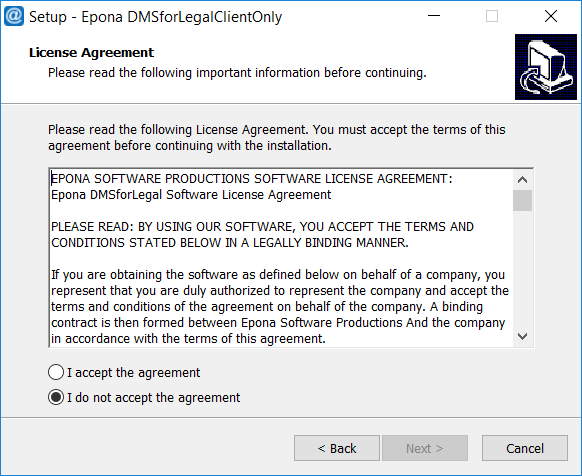 Setup - Epona DMSforLegalClientOnly
License Agreement
Please read the following important information before continuing.
Please read the following License Agreement. You must accept the terms of this
agreement before continuing with the installation.
EPONA SOFTWARE PRODUCTIONS SOFTWARE LICENSE AGREEMENT:
Epona DMSforLegal Software License Agreement
PLEASE READ: BY USING OUR SOFTWARE, YOU ACCEPT THE TERMS AND
CONDITIONS STATED BELOW IN A LEGALLY BINDING MANNER.
If you are obtaining the software as defined below on behalf of a company, you
represent that you are duly authorized to represent the company and accept the
terms and conditions of the agreement on behalf of the company. A binding
contract is then formed between Epona Software Productions And the company
in accordance with the terms of this agreement.
I accept the agreement
I do not accept the agreement
< Back
Next >
Cancel